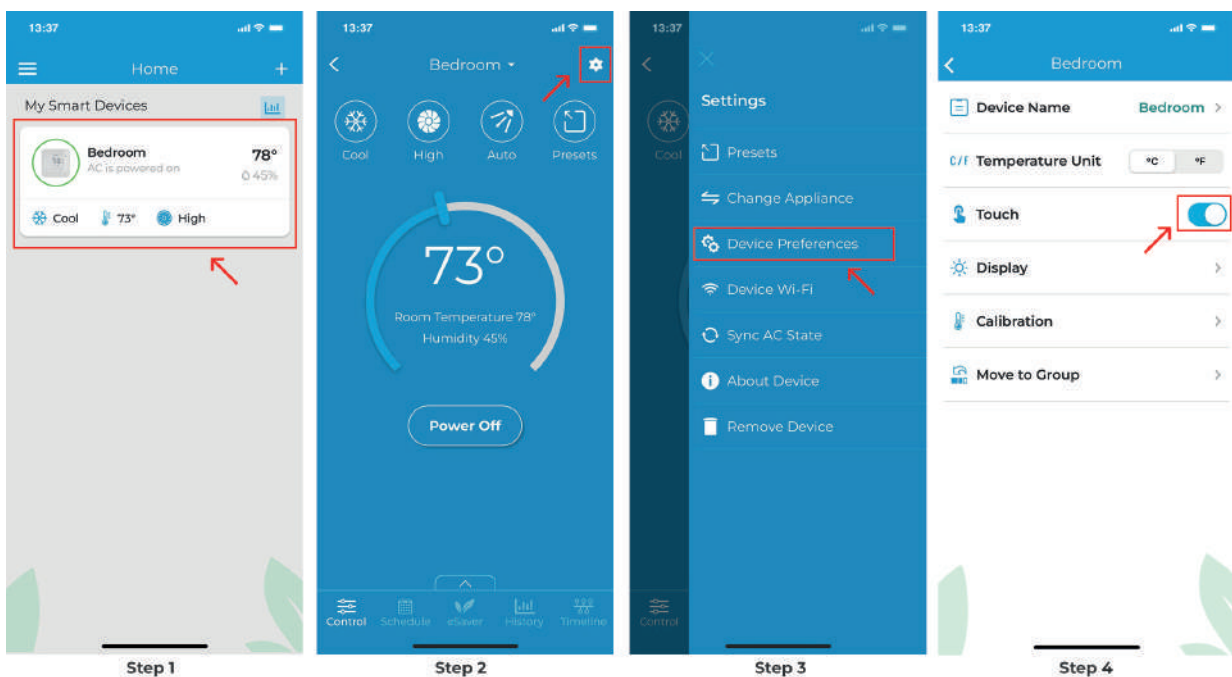 13:37
Home
My Smart Devices
Bedroom
AC is powered on
78°
45%
Cool
73°
High
Step 1
13:37
Bedroom
Cool
High
Auto
Presets
73°
Room Temperature 78°
Humidity 45%
Power Off
Control
Schedule
eSaver
History
Timeline
Step 2
13:37
Cool
Control
Settings
Presets
Change Appliance
Device Preferences
Device Wi-Fi
Sync AC State
About Device
Remove Device
Step 3
13:37
Bedroom
Device Name Bedroom
C/F Temperature Unit °C °F
Touch
Display
Calibration
Move to Group
Step 4